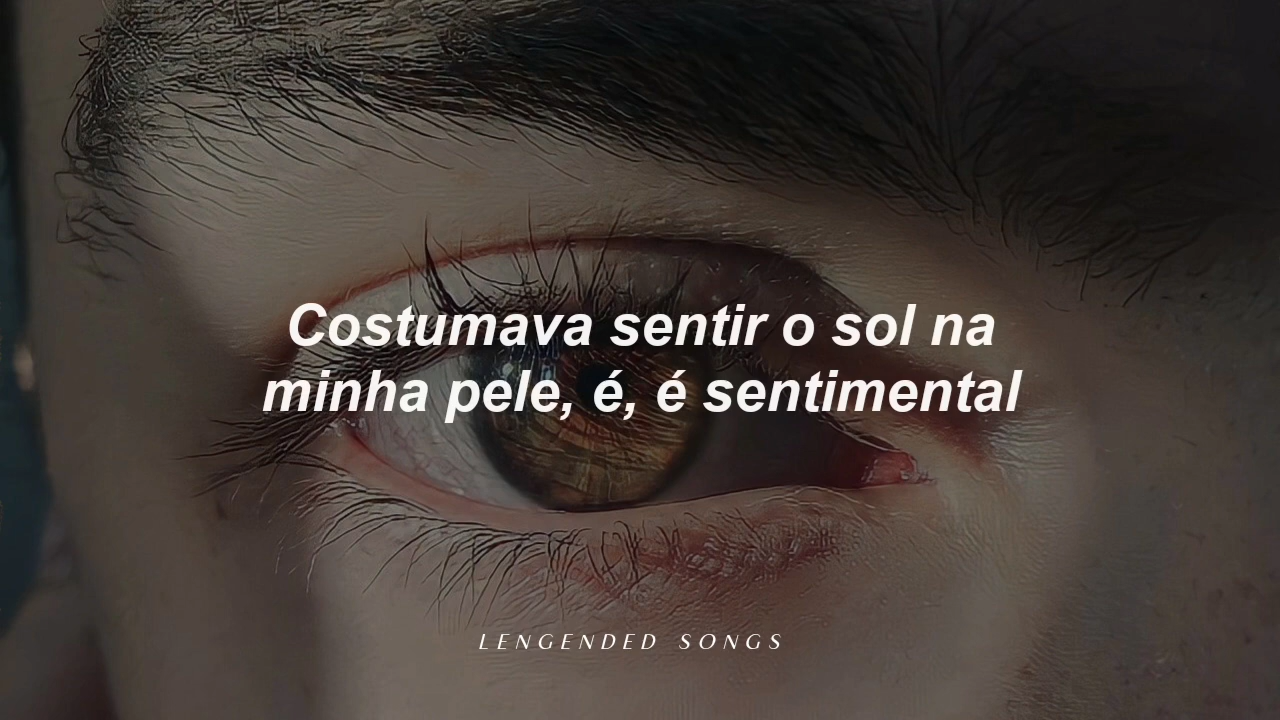 Costumava sentir o sol na
minha pele, é, é sentimental
LENGENDED SONGS